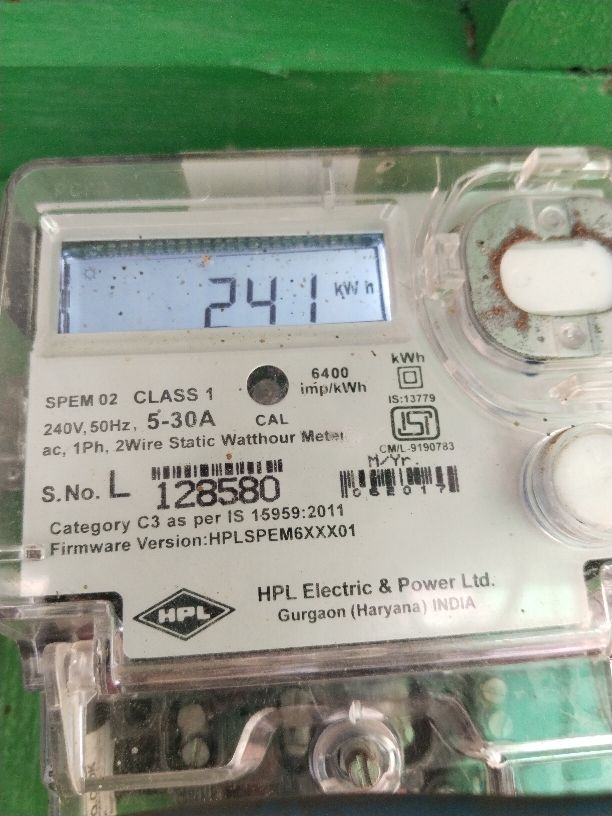 241 kWh
SPEM 02 CLASS 1
240V, 50Hz, 5-30A
ac, 1Ph, 2Wire Static Watthour Meter
CAL
6400
imp/kWh
kWh
IS:13779
ISI
CM/L-9190783
M/Yr.
062017
S.No. L 128580
Category C3 as per IS 15959:2011
Firmware Version:HPLSPEM6XXX01
HPL
HPL Electric & Power Ltd.
Gurgaon (Haryana) INDIA